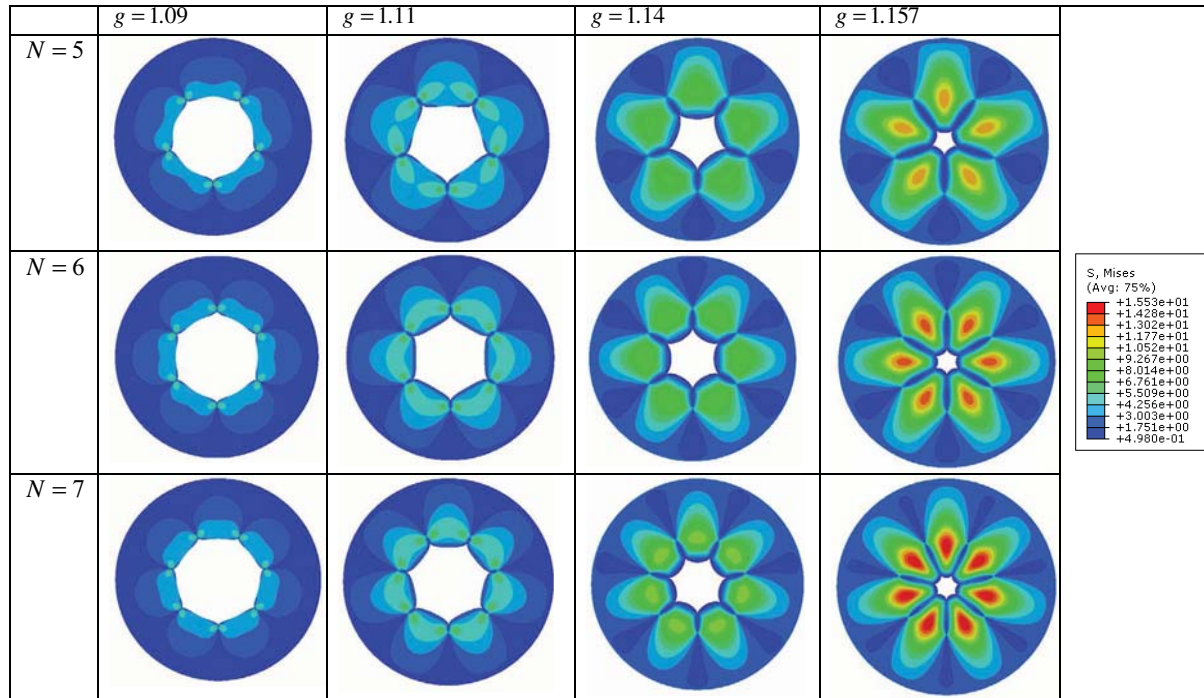 g = 1.09
g = 1.11
g = 1.14
g = 1.157
N = 5
N = 6
N = 7
S, Mises
(Avg: 75%)
+1.553e+01
+1.428e+01
+1.302e+01
+1.177e+01
+1.052e+01
+9.267e+00
+8.014e+00
+6.761e+00
+5.509e+00
+4.256e+00
+3.003e+00
+1.751e+00
+4.980e-01